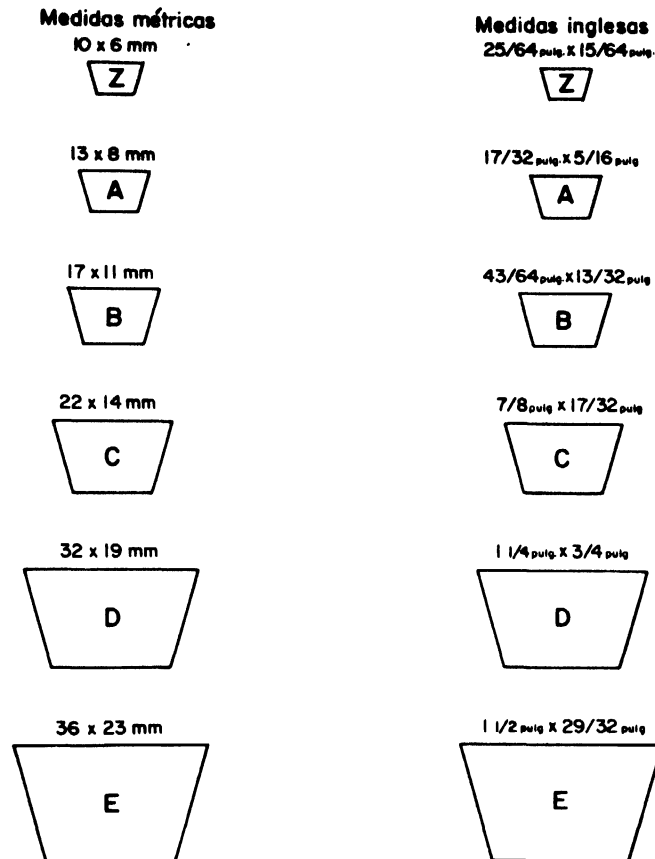 Medidas métricas
10 x 6 mm
Z
13 x 8 mm
A
17 x 11 mm
B
22 x 14 mm
C
32 x 19 mm
D
36 x 23 mm
E
Medidas inglesas
25/64 pulg. x 15/64 pulg.
Z
17/32 pulg. x 5/16 pulg
A
43/64 pulg. x 13/32 pulg
B
7/8 pulg x 17/32 pulg
C
1 1/4 pulg. x 3/4 pulg
D
1 1/2 pulg x 29/32 pulg
E